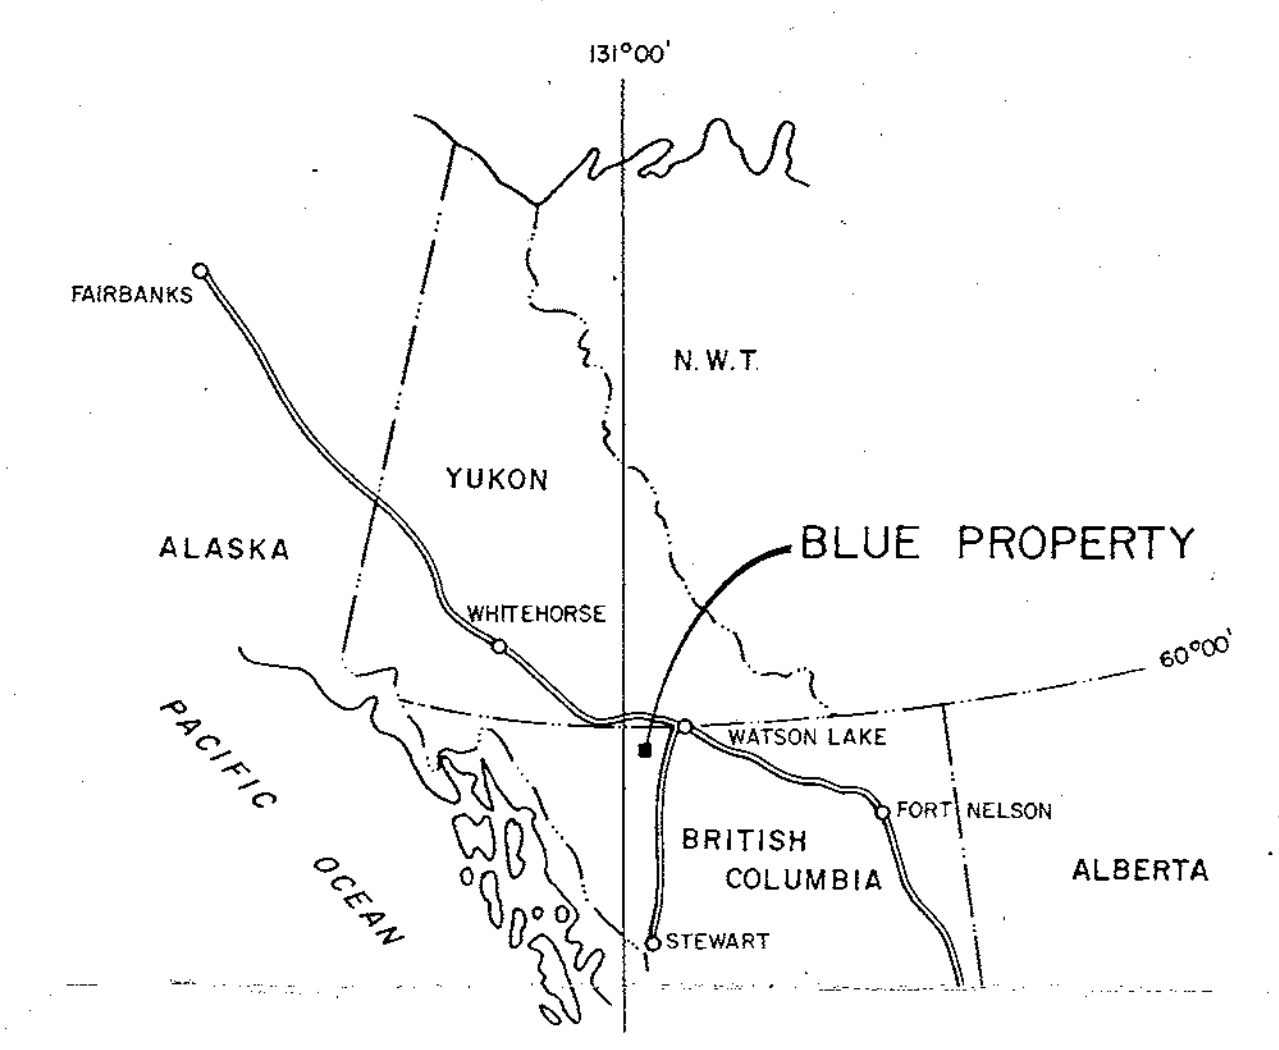 131°00'
FAIRBANKS
N.W.T.
YUKON
BLUE PROPERTY
ALASKA
WHITEHORSE
60°00'
PACIFIC
OCEAN
WATSON LAKE
FORT NELSON
BRITISH
COLUMBIA
ALBERTA
STEWART